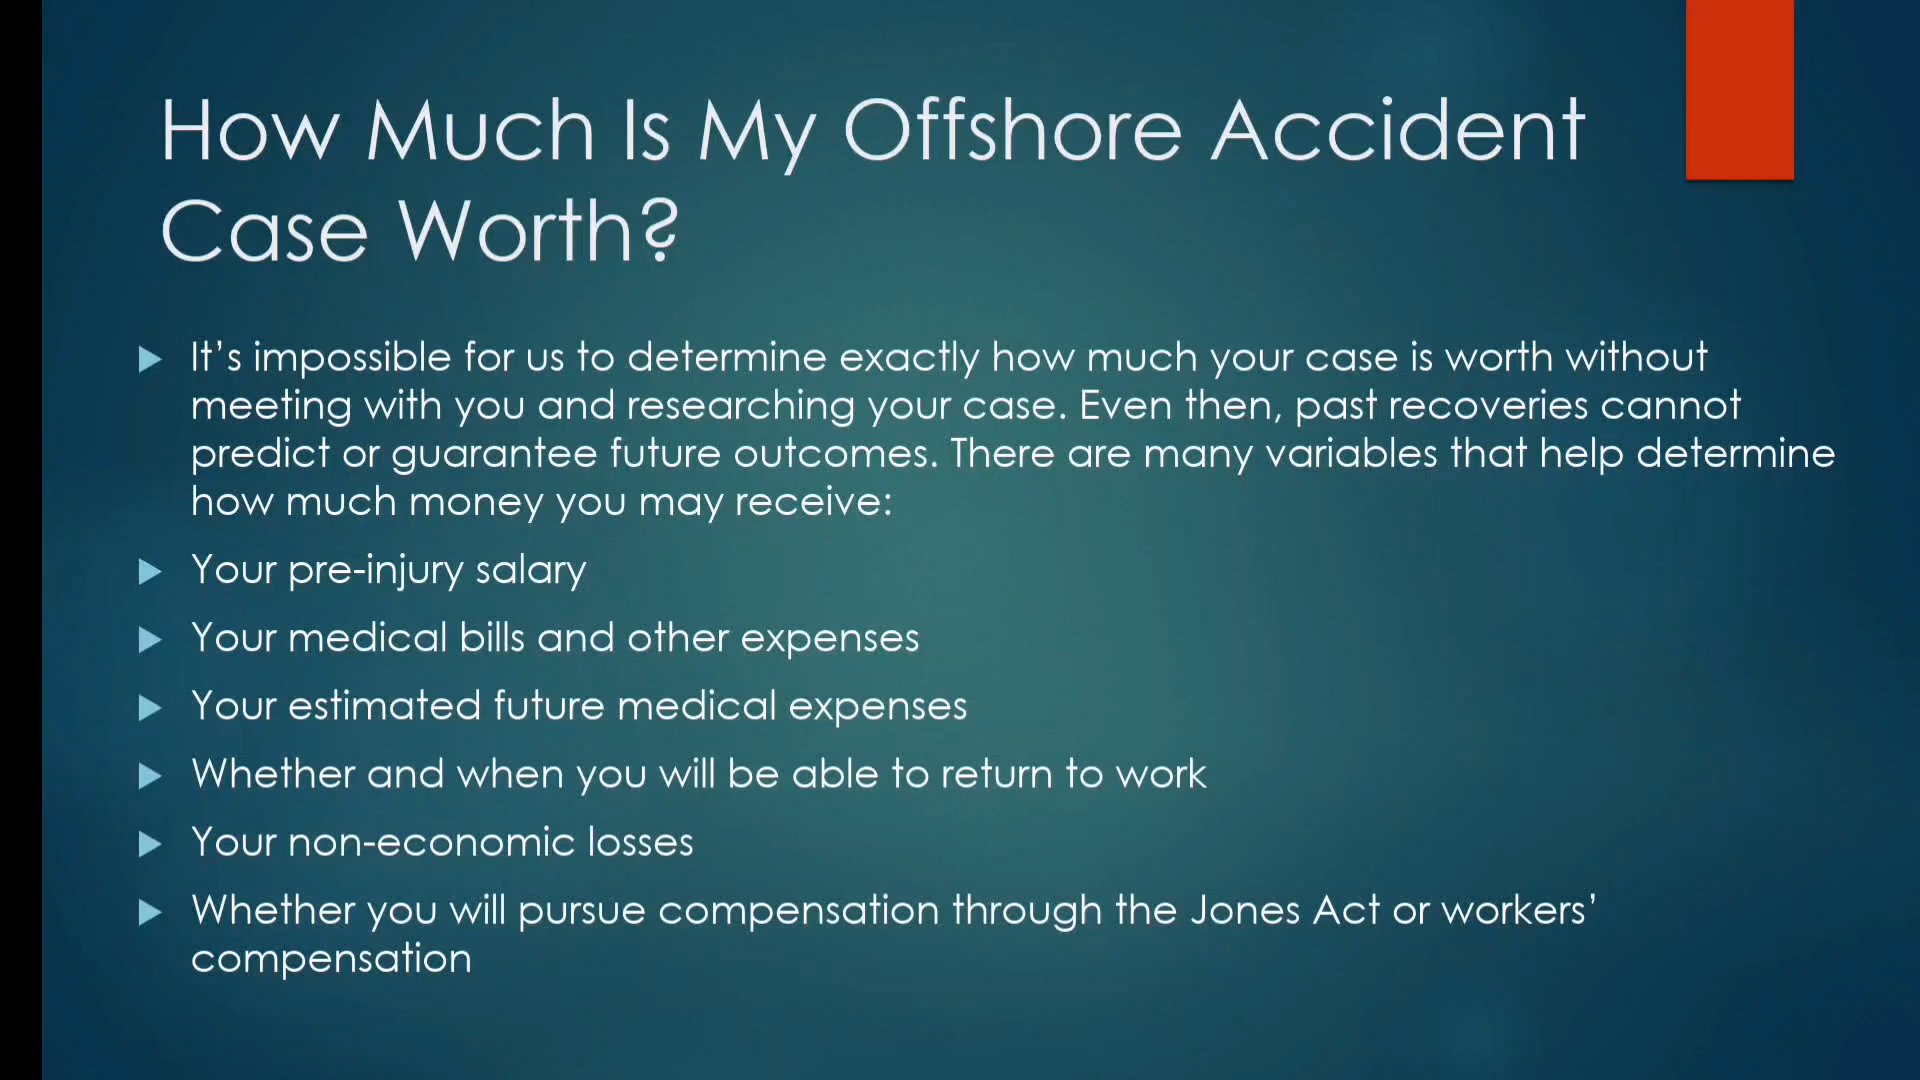 How Much Is My Offshore Accident
Case Worth?
It’s impossible for us to determine exactly how much your case is worth without
meeting with you and researching your case. Even then, past recoveries cannot
predict or guarantee future outcomes. There are many variables that help determine
how much money you may receive:
Your pre-injury salary
Your medical bills and other expenses
Your estimated future medical expenses
Whether and when you will be able to return to work
Your non-economic losses
Whether you will pursue compensation through the Jones Act or workers’
compensation